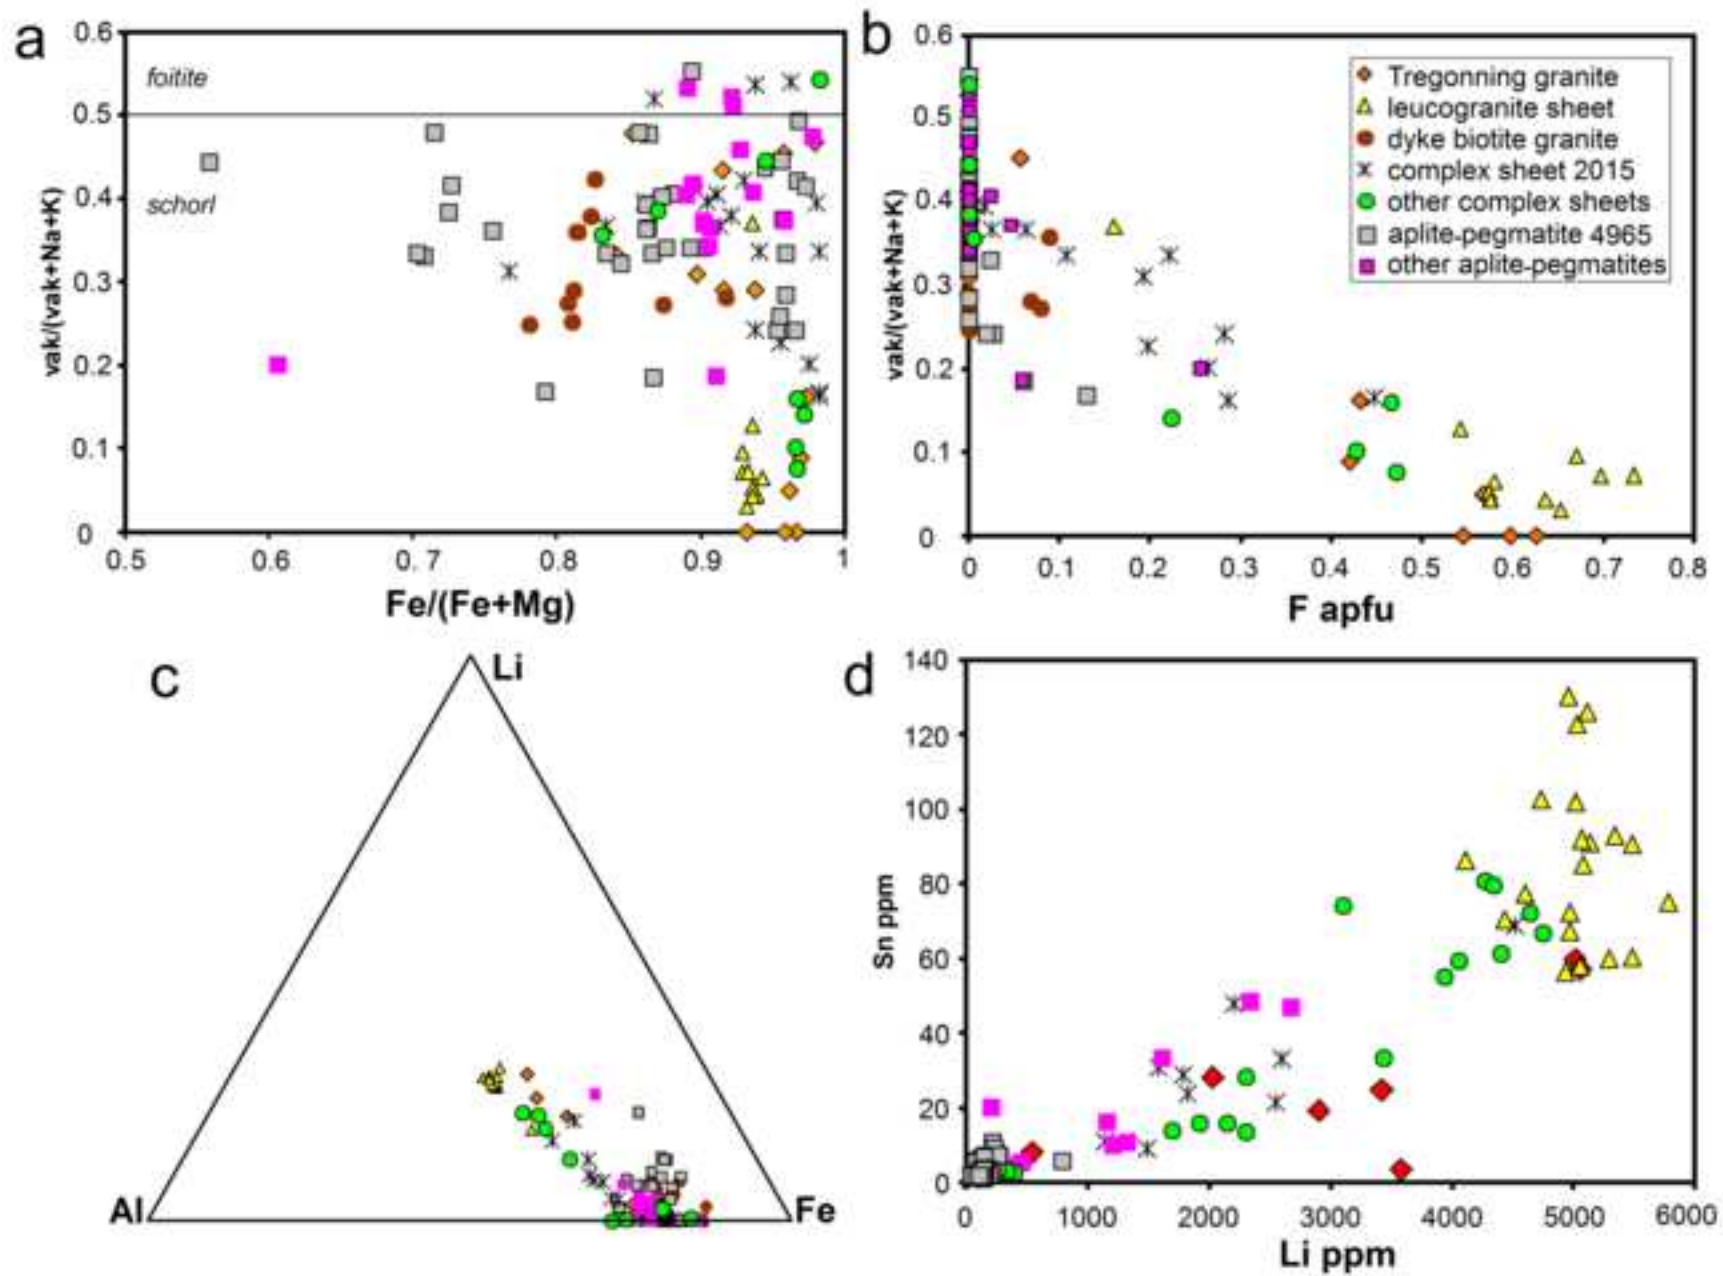 a
0.6
0.5
0.4
0.3
0.2
0.1
0
foitite
schorl
vak/(vak+Na+K)
0.5
0.6
0.7
0.8
0.9
1
Fe/(Fe+Mg)
b
0.6
0.5
0.4
0.3
0.2
0.1
0
vak/(vak+Na+K)
Tregonning granite
leucogranite sheet
dyke biotite granite
complex sheet 2015
other complex sheets
aplite-pegmatite 4965
other aplite-pegmatites
0
0.1
0.2
0.3
0.4
0.5
0.6
0.7
0.8
F apfu
c
Li
Al
Fe
d
140
120
100
80
60
40
20
0
Sn ppm
0
1000
2000
3000
4000
5000
6000
Li ppm